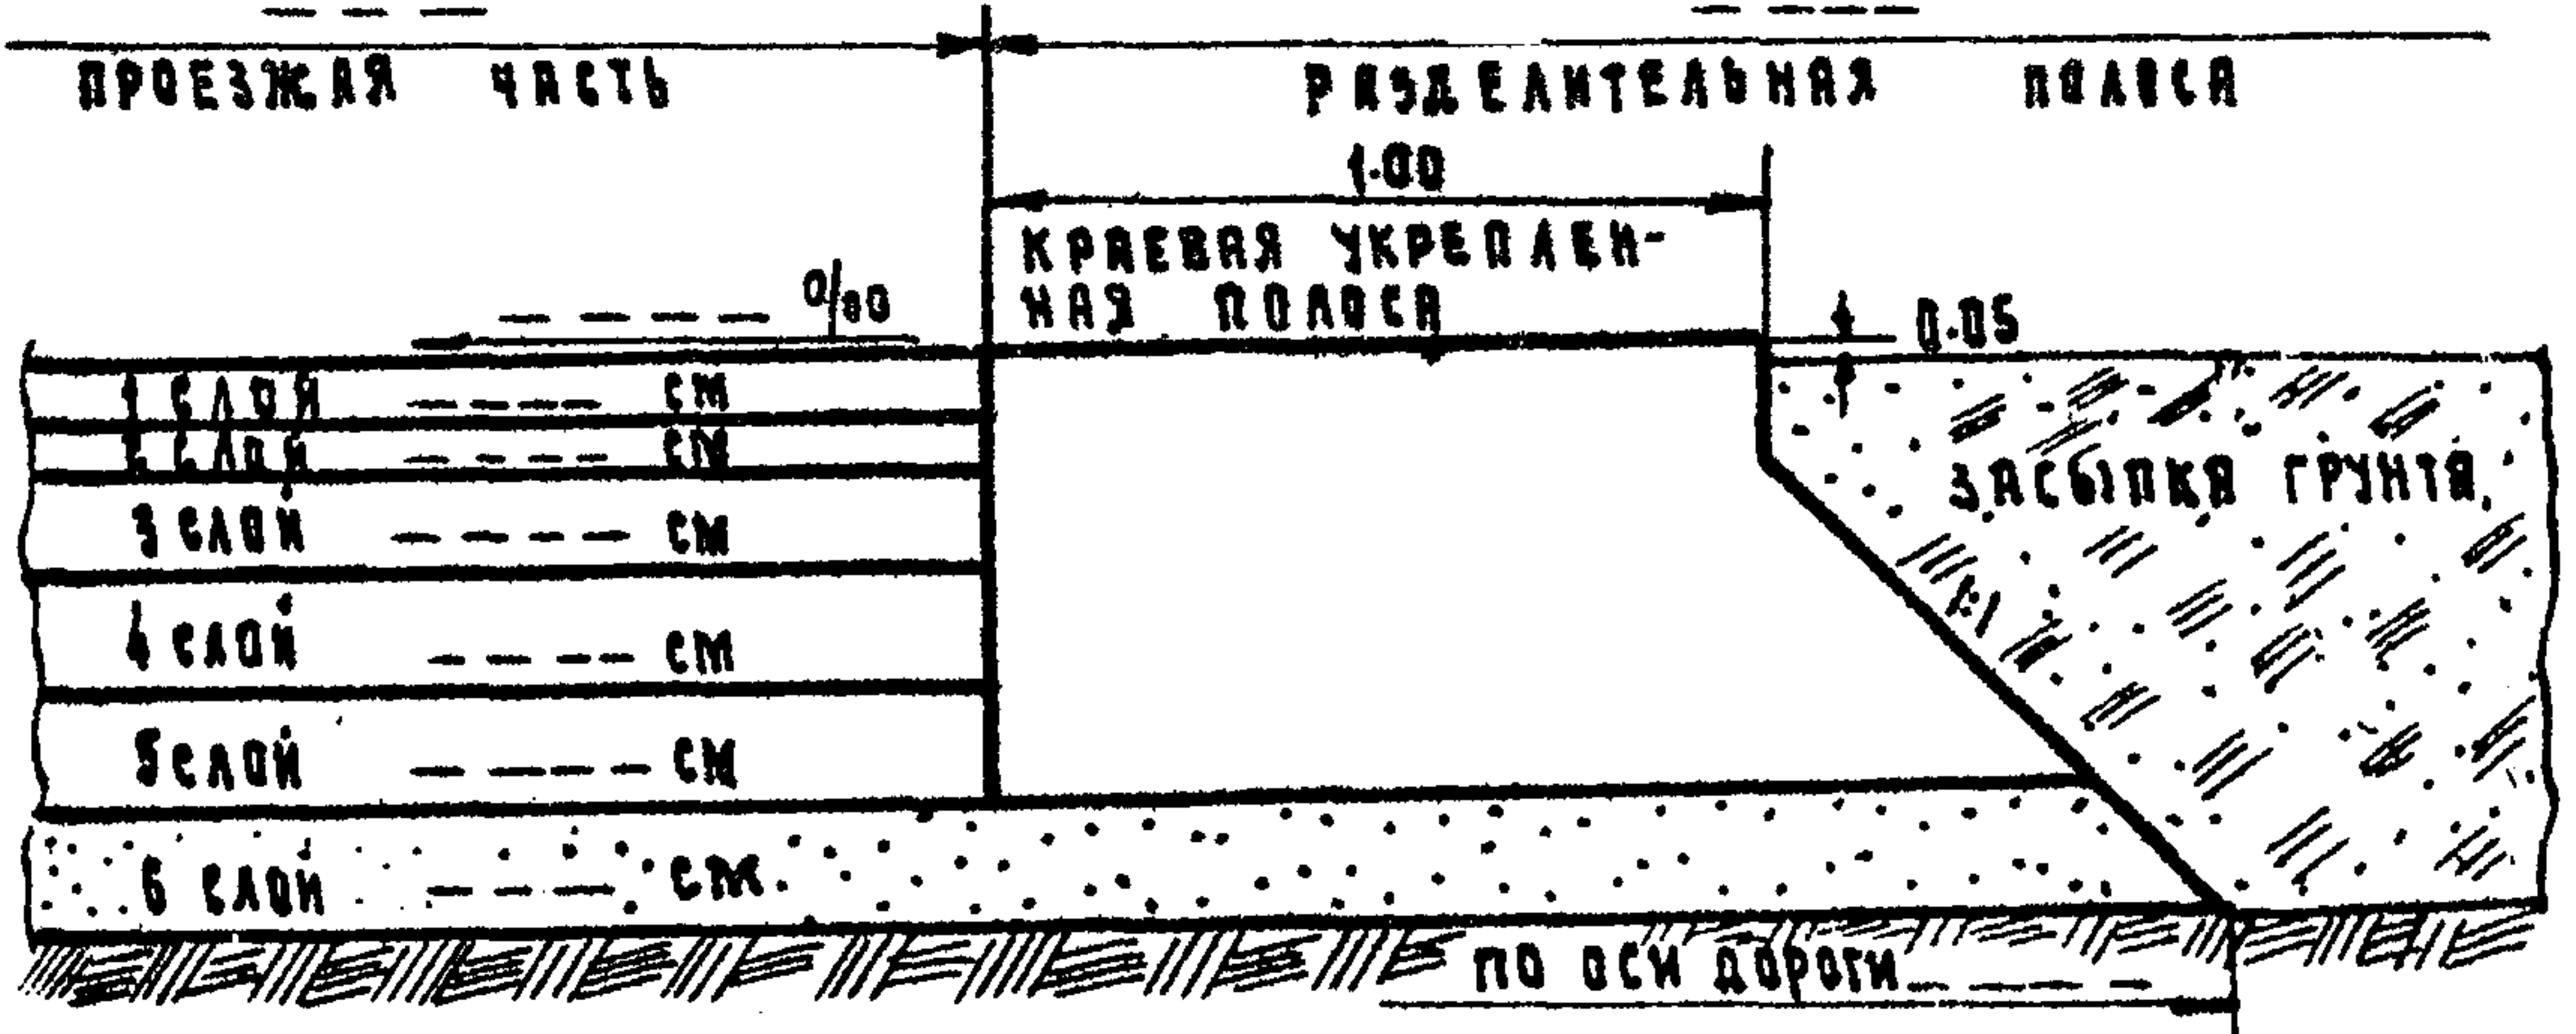 ПРОЕЗЖАЯ ЧАСТЬ
РАЗДЕЛИТЕЛЬНАЯ ПОЛОСА
1.00
КРАЕВАЯ УКРЕПЛЕН-
НАЯ ПОЛОСА
0/00
0.05
1 СЛОЙ ---- СМ
2 СЛОЙ ---- СМ
3 СЛОЙ ---- СМ
4 СЛОЙ ---- СМ
5 СЛОЙ ---- СМ
6 СЛОЙ ---- СМ
ЗАСЫПКА ГРУНТА
1:1
ПО ОСИ ДОРОГИ ----